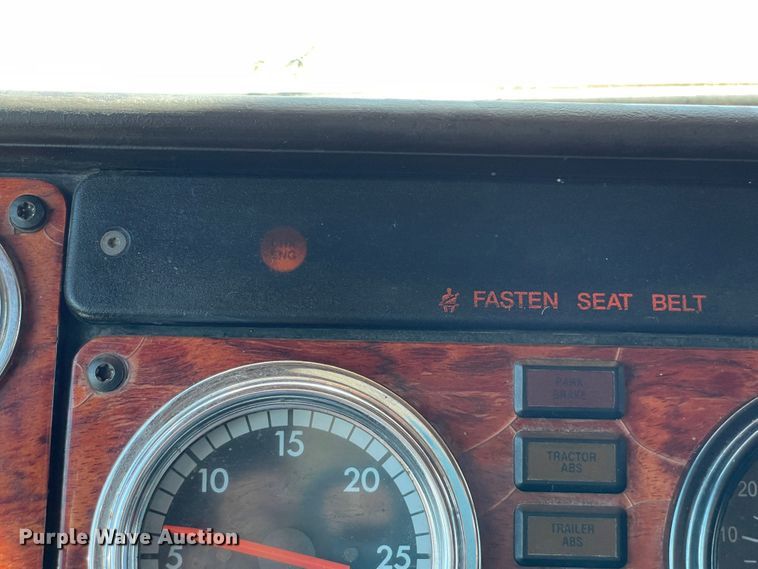 ENG
FASTEN SEAT BELT
PARK
BRAKE
15
10
20
TRACTOR
ABS
20
TRAILER
ABS
10
5
25
Purple Wave Auction